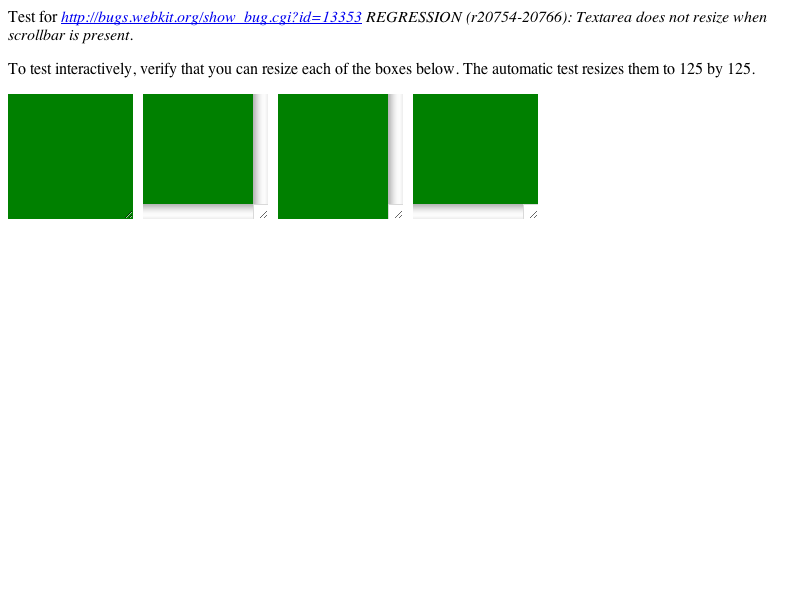 Test for http://bugs.webkit.org/show_bug.cgi?id=13353 REGRESSION (r20754-20766): Textarea does not resize when
scrollbar is present.
To test interactively, verify that you can resize each of the boxes below. The automatic test resizes them to 125 by 125.